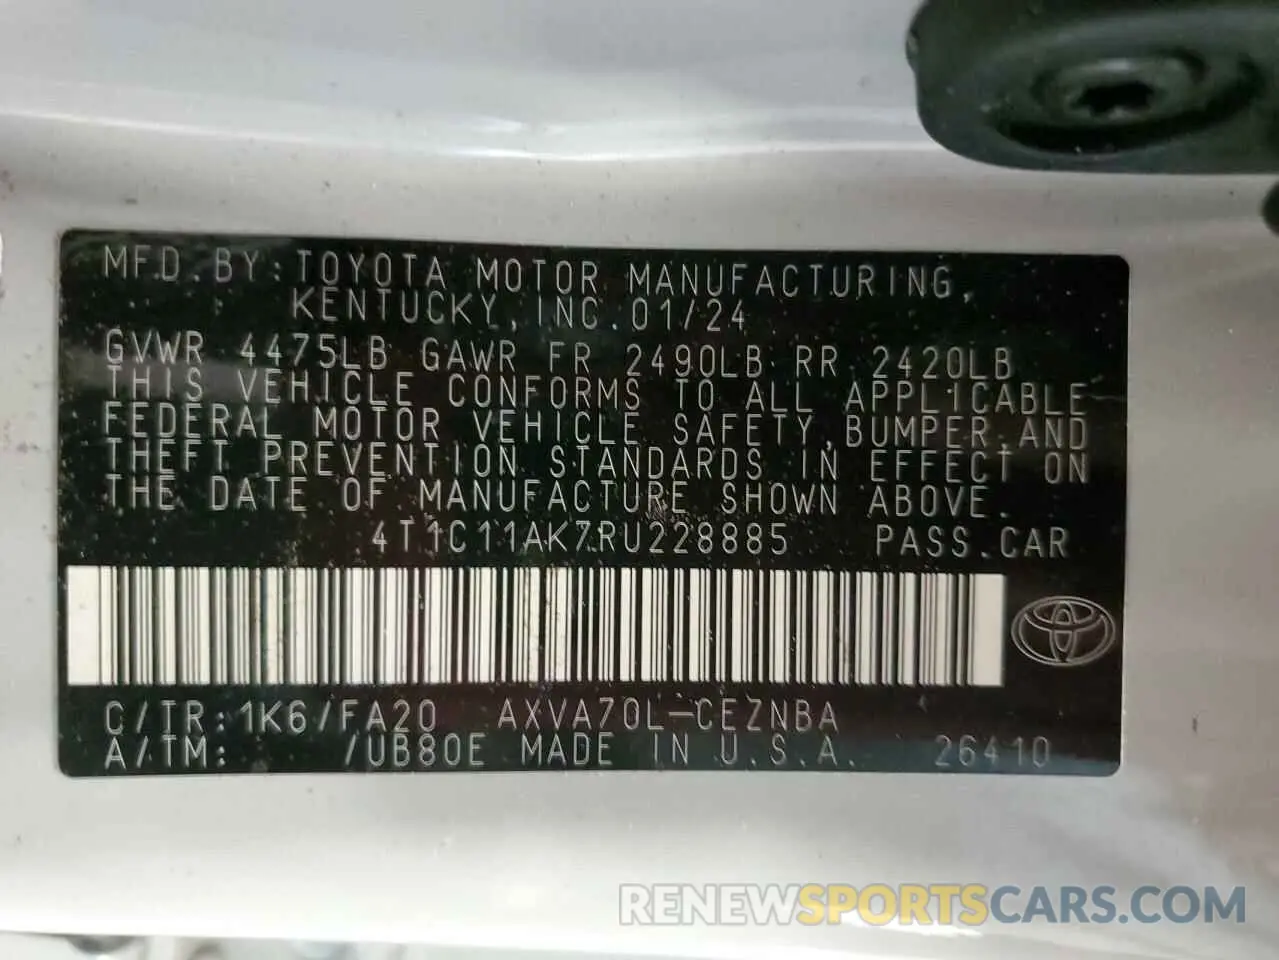 MFD.BY:TOYOTA MOTOR MANUFACTURING,
KENTUCKY,INC.01/24
GVWR 4475LB GAWR FR 2490LB RR 2420LB
THIS VEHICLE CONFORMS TO ALL APPLICABLE
FEDERAL MOTOR VEHICLE SAFETY,BUMPER,AND
THEFT PREVENTION STANDARDS IN EFFECT ON
THE DATE OF MANUFACTURE SHOWN ABOVE.
4T1C11AK7RU228885 PASS.CAR
C/TR:1K6/FA20 AXVA70L-CEZNBA
A/TM: /UB80E MADE IN U.S.A. 26410
RENEWSPORTSCARS.COM